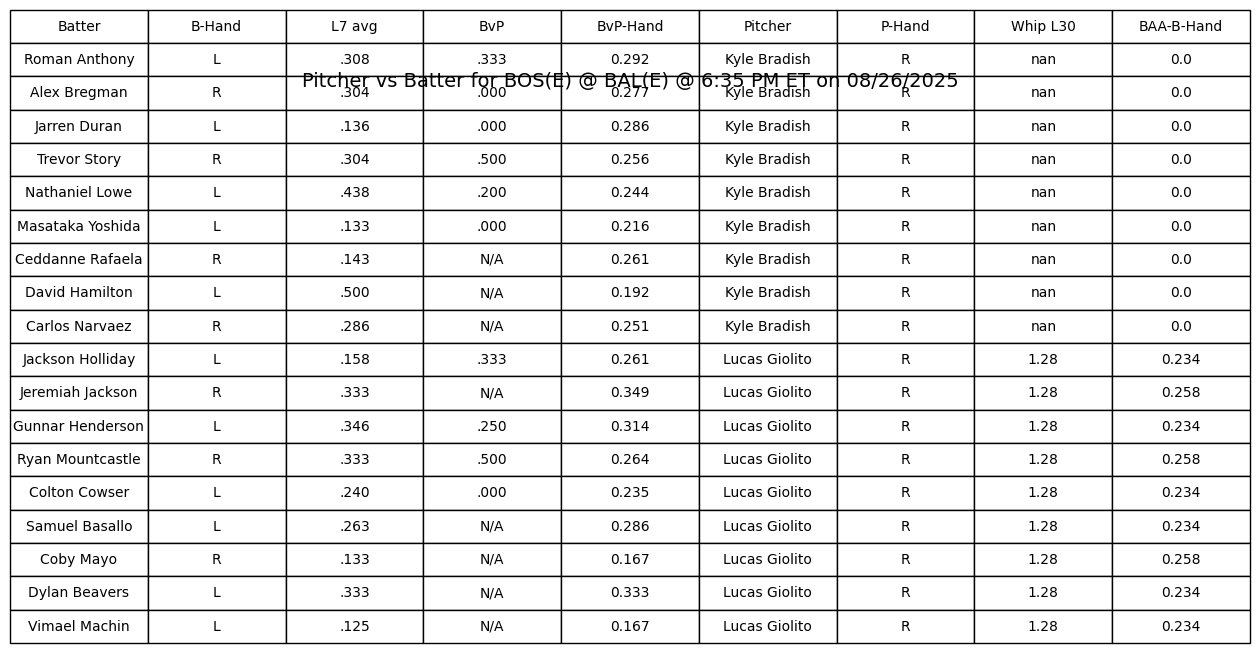 Batter B-Hand L7 avg BvP BvP-Hand Pitcher P-Hand Whip L30 BAA-B-Hand
Roman Anthony L .308 .333 0.292 Kyle Bradish R nan 0.0
Pitcher vs Batter for BOS(E) @ BAL(E) @ 6:35 PM ET on 08/26/2025
Alex Bregman R .304 .000 0.277 Kyle Bradish R nan 0.0
Jarren Duran L .136 .000 0.286 Kyle Bradish R nan 0.0
Trevor Story R .304 .500 0.256 Kyle Bradish R nan 0.0
Nathaniel Lowe L .438 .200 0.244 Kyle Bradish R nan 0.0
Masataka Yoshida L .133 .000 0.216 Kyle Bradish R nan 0.0
Ceddanne Rafaela R .143 N/A 0.261 Kyle Bradish R nan 0.0
David Hamilton L .500 N/A 0.192 Kyle Bradish R nan 0.0
Carlos Narvaez R .286 N/A 0.251 Kyle Bradish R nan 0.0
Jackson Holliday L .158 .333 0.261 Lucas Giolito R 1.28 0.234
Jeremiah Jackson R .333 N/A 0.349 Lucas Giolito R 1.28 0.258
Gunnar Henderson L .346 .250 0.314 Lucas Giolito R 1.28 0.234
Ryan Mountcastle R .333 .500 0.264 Lucas Giolito R 1.28 0.258
Colton Cowser L .240 .000 0.235 Lucas Giolito R 1.28 0.234
Samuel Basallo L .263 N/A 0.286 Lucas Giolito R 1.28 0.234
Coby Mayo R .133 N/A 0.167 Lucas Giolito R 1.28 0.258
Dylan Beavers L .333 N/A 0.333 Lucas Giolito R 1.28 0.234
Vimael Machin L .125 N/A 0.167 Lucas Giolito R 1.28 0.234